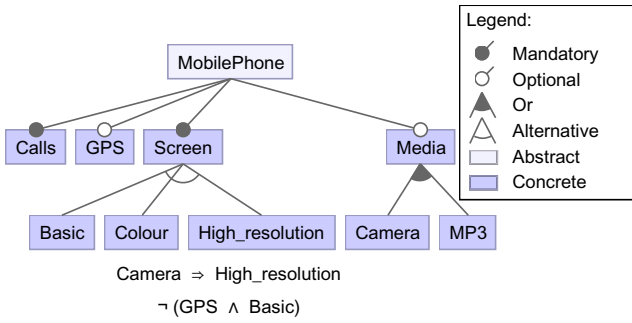 Legend:
MobilePhone
Mandatory
Optional
Or
Alternative
Abstract
Concrete
Calls GPS Screen Media
Basic Colour High_resolution Camera MP3
Camera ⇒ High_resolution
¬ (GPS ∧ Basic)